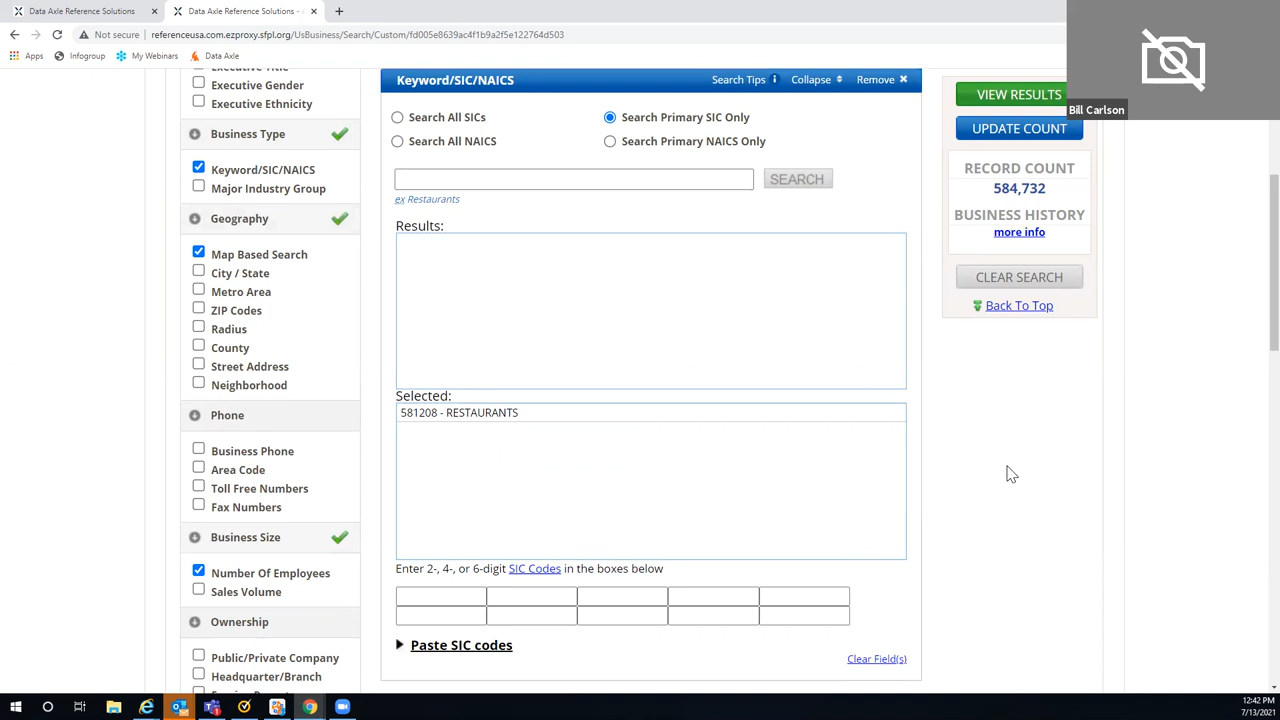 Data Axle Reference Solutions
Data Axle Reference Solutions - 
Not secure
referenceusa.com.ezproxy.sfpl.org/UsBusiness/Search/Custom/fd005e8639ac4f1b9a2f5e122764d503
Apps
Infogroup
My Webinars
Data Axle
Bill Carlson
Executive Gender
Executive Ethnicity
Business Type
Keyword/SIC/NAICS
Major Industry Group
Geography
Map Based Search
City / State
Metro Area
ZIP Codes
Radius
County
Street Address
Neighborhood
Phone
Business Phone
Area Code
Toll Free Numbers
Fax Numbers
Business Size
Number Of Employees
Sales Volume
Ownership
Public/Private Company
Headquarter/Branch
Keyword/SIC/NAICS
Search Tips
Collapse
Remove
Search All SICs
Search Primary SIC Only
Search All NAICS
Search Primary NAICS Only
SEARCH
ex Restaurants
Results:
Selected:
581208 - RESTAURANTS
Enter 2-, 4-, or 6-digit SIC Codes in the boxes below
Paste SIC codes
Clear Field(s)
VIEW RESULTS
UPDATE COUNT
RECORD COUNT
584,732
BUSINESS HISTORY
more info
CLEAR SEARCH
Back To Top
12:42 PM
7/13/2021